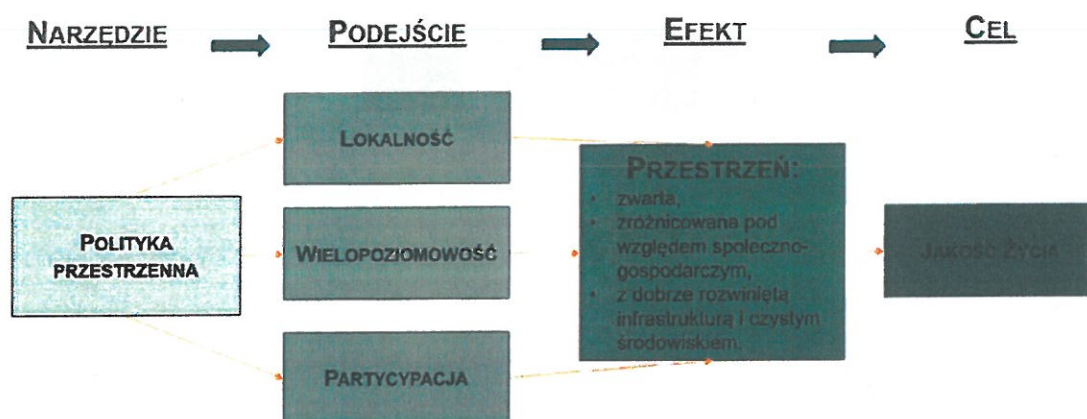 NARZĘDZIE
PODEJŚCIE
EFEKT
CEL
POLITYKA
PRZESTRZENNA
LOKALNOŚĆ
WIELOPOZIOMOWOŚĆ
PARTYCYPACJA
PRZESTRZEŃ:
• zwarta,
• zróżnicowana pod
względem społeczno-
gospodarczym,
• z dobrze rozwiniętą
infrastrukturą i czystym
środowiskiem.
JAKOŚĆ ŻYCIA